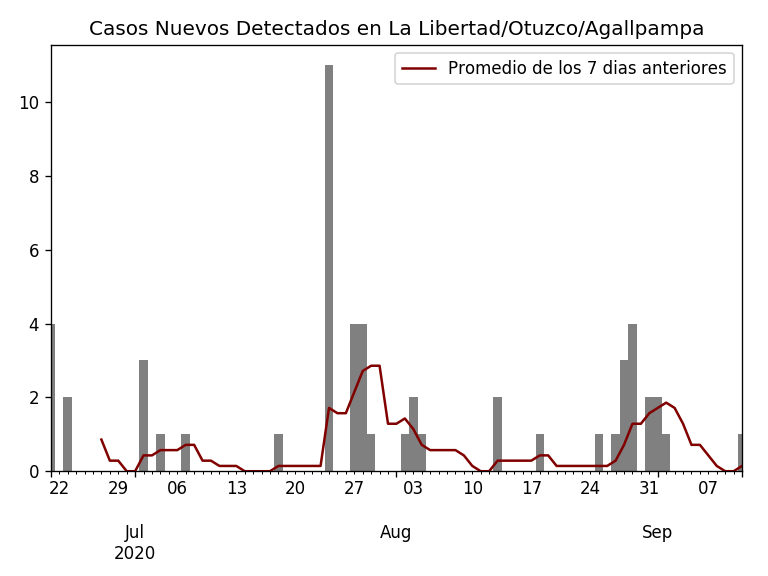 Casos Nuevos Detectados en La Libertad/Otuzco/Agallpampa
Promedio de los 7 dias anteriores
10
8
6
4
2
0
22 29 06 13 20 27 03 10 17 24 31 07
Jul Aug Sep
2020